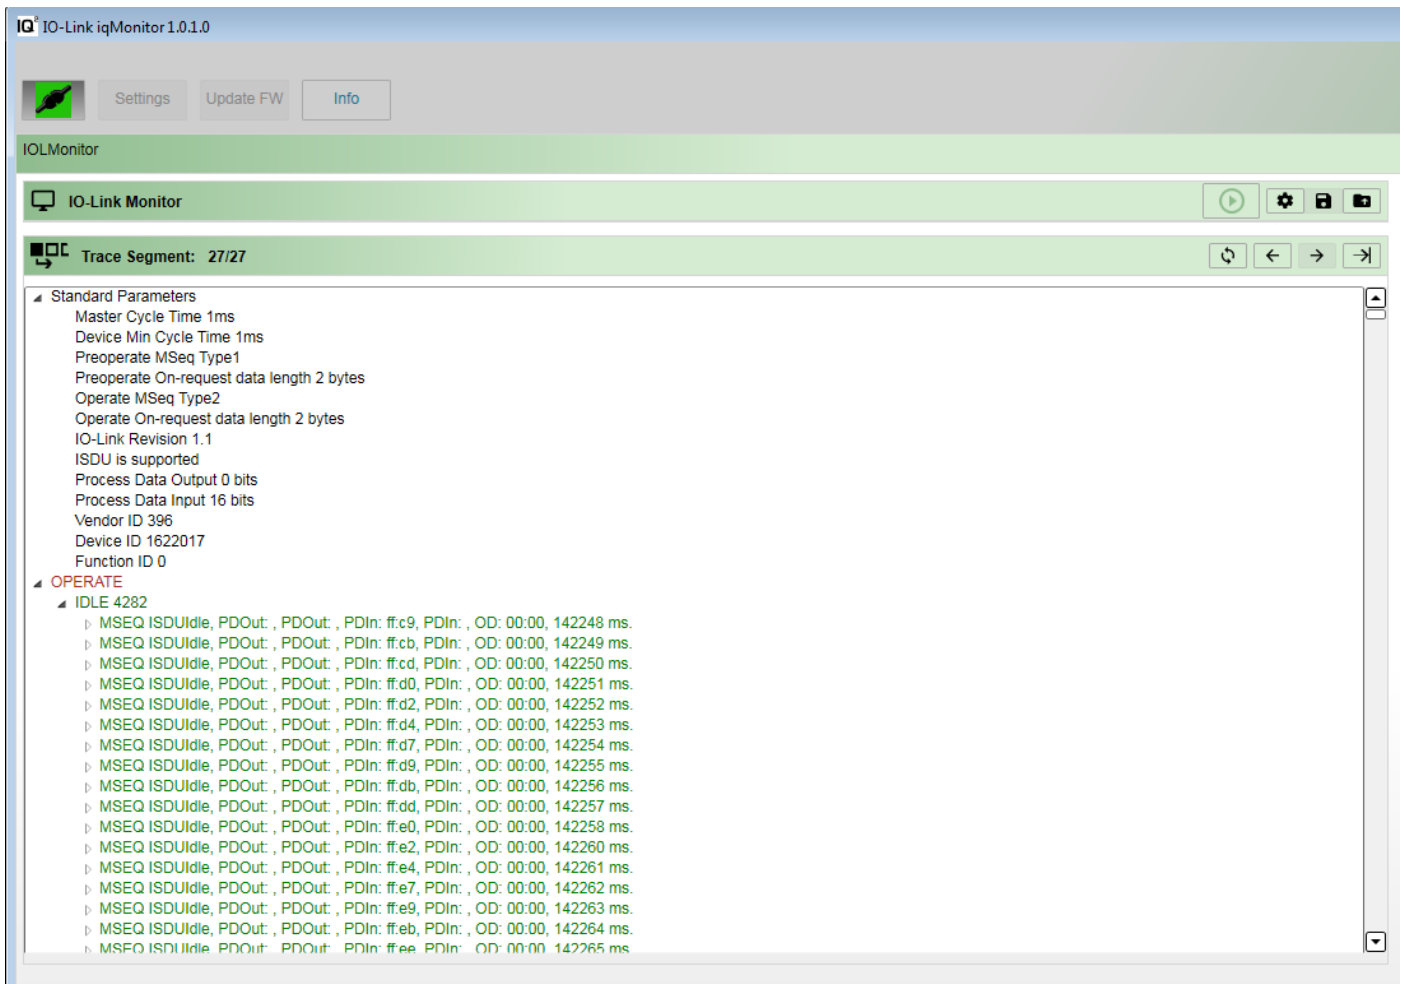 IQ² IO-Link iqMonitor 1.0.1.0
Settings Update FW Info
IOLMonitor
IO-Link Monitor
Trace Segment: 27/27
Standard Parameters
Master Cycle Time 1ms
Device Min Cycle Time 1ms
Preoperate MSeq Type1
Preoperate On-request data length 2 bytes
Operate MSeq Type2
Operate On-request data length 2 bytes
IO-Link Revision 1.1
ISDU is supported
Process Data Output 0 bits
Process Data Input 16 bits
Vendor ID 396
Device ID 1622017
Function ID 0
OPERATE
IDLE 4282
MSEQ ISDUIdle, PDOut: , PDOut: , PDIn: ff:c9, PDIn: , OD: 00:00, 142248 ms.
MSEQ ISDUIdle, PDOut: , PDOut: , PDIn: ff:cb, PDIn: , OD: 00:00, 142249 ms.
MSEQ ISDUIdle, PDOut: , PDOut: , PDIn: ff:cd, PDIn: , OD: 00:00, 142250 ms.
MSEQ ISDUIdle, PDOut: , PDOut: , PDIn: ff:d0, PDIn: , OD: 00:00, 142251 ms.
MSEQ ISDUIdle, PDOut: , PDOut: , PDIn: ff:d2, PDIn: , OD: 00:00, 142252 ms.
MSEQ ISDUIdle, PDOut: , PDOut: , PDIn: ff:d4, PDIn: , OD: 00:00, 142253 ms.
MSEQ ISDUIdle, PDOut: , PDOut: , PDIn: ff:d7, PDIn: , OD: 00:00, 142254 ms.
MSEQ ISDUIdle, PDOut: , PDOut: , PDIn: ff:d9, PDIn: , OD: 00:00, 142255 ms.
MSEQ ISDUIdle, PDOut: , PDOut: , PDIn: ff:db, PDIn: , OD: 00:00, 142256 ms.
MSEQ ISDUIdle, PDOut: , PDOut: , PDIn: ff:dd, PDIn: , OD: 00:00, 142257 ms.
MSEQ ISDUIdle, PDOut: , PDOut: , PDIn: ff:e0, PDIn: , OD: 00:00, 142258 ms.
MSEQ ISDUIdle, PDOut: , PDOut: , PDIn: ff:e2, PDIn: , OD: 00:00, 142260 ms.
MSEQ ISDUIdle, PDOut: , PDOut: , PDIn: ff:e4, PDIn: , OD: 00:00, 142261 ms.
MSEQ ISDUIdle, PDOut: , PDOut: , PDIn: ff:e7, PDIn: , OD: 00:00, 142262 ms.
MSEQ ISDUIdle, PDOut: , PDOut: , PDIn: ff:e9, PDIn: , OD: 00:00, 142263 ms.
MSEQ ISDUIdle, PDOut: , PDOut: , PDIn: ff:eb, PDIn: , OD: 00:00, 142264 ms.
MSEQ ISDUIdle, PDOut: , PDOut: , PDIn: ff:ee, PDIn: , OD: 00:00, 142265 ms.